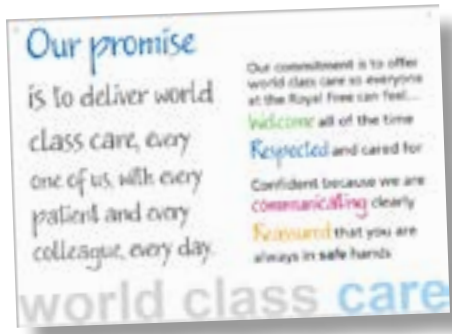 Our promise
is to deliver world
class care, every
one of us, with every
patient and every
colleague, every day.
Our commitment is to offer
world class care so everyone
at the Royal Free can feel....
Welcome all of the time
Respected and cared for
Confident because we are
communicating clearly
Reassured that you are
always in safe hands
world class care